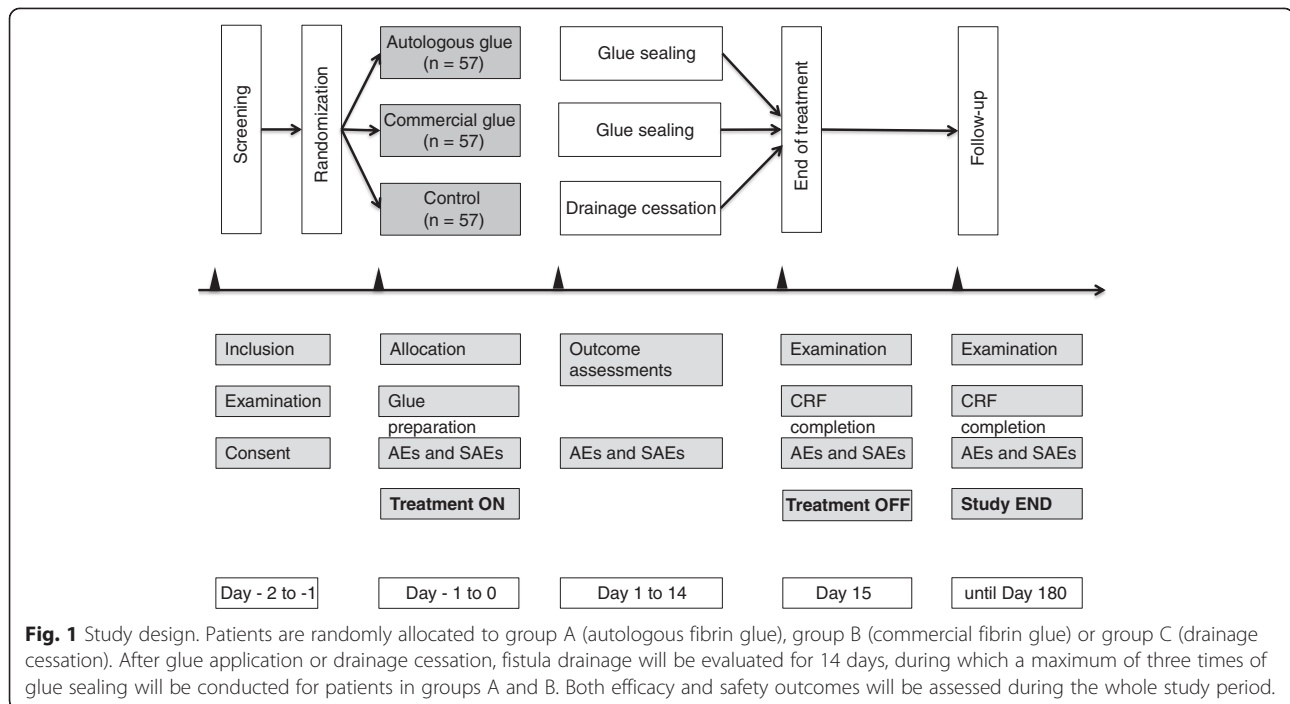 Screening
Randomization
Autologous glue
(n = 57)
Commercial glue
(n = 57)
Control
(n = 57)
Glue sealing
Glue sealing
Drainage cessation
End of treatment
Follow-up
Inclusion
Allocation
Outcome
assessments
Examination
Examination
Examination
Glue
preparation
CRF
completion
CRF
completion
Consent
AEs and SAEs
AEs and SAEs
AEs and SAEs
AEs and SAEs
Treatment ON
Treatment OFF
Study END
Day - 2 to -1
Day - 1 to 0
Day 1 to 14
Day 15
until Day 180
Fig. 1 Study design. Patients are randomly allocated to group A (autologous fibrin glue), group B (commercial fibrin glue) or group C (drainage
cessation). After glue application or drainage cessation, fistula drainage will be evaluated for 14 days, during which a maximum of three times of
glue sealing will be conducted for patients in groups A and B. Both efficacy and safety outcomes will be assessed during the whole study period.